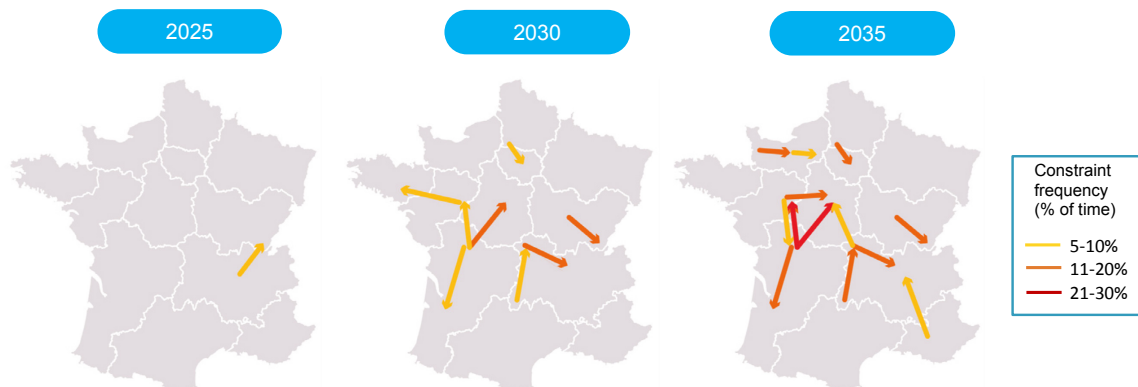 2025
2030
2035
Constraint
frequency
(% of time)
5-10%
11-20%
21-30%